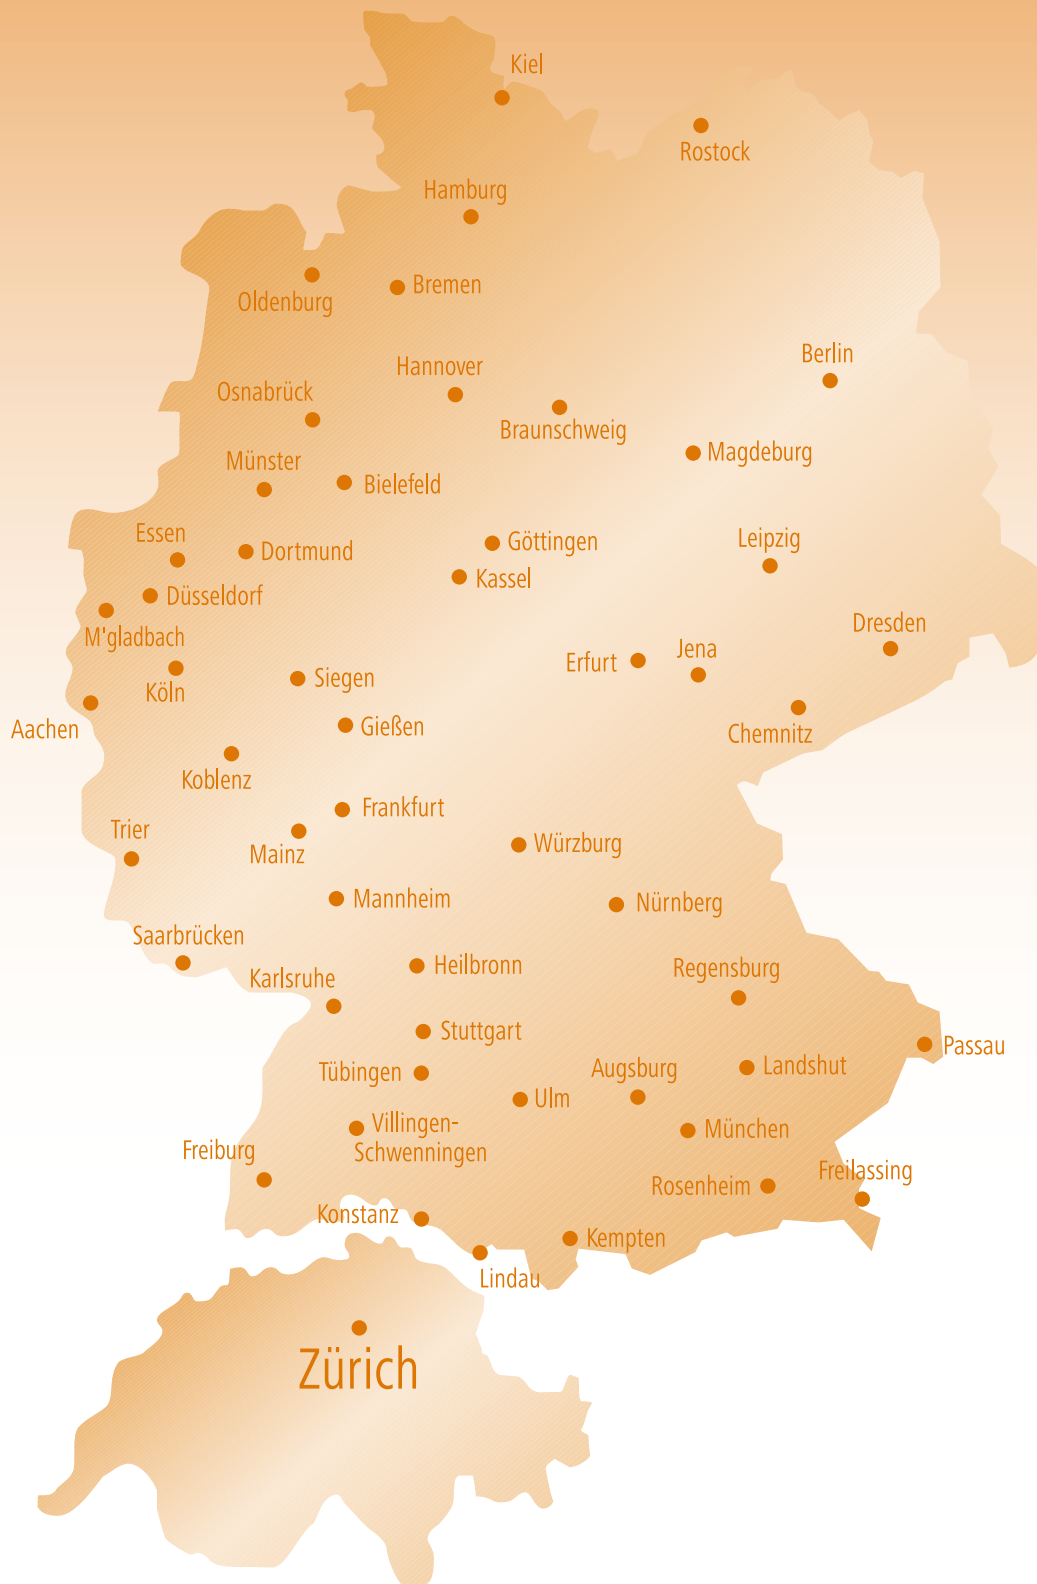 Kiel
Rostock
Hamburg
Bremen
Oldenburg
Berlin
Hannover
Osnabrück
Braunschweig
Magdeburg
Münster
Bielefeld
Essen
Dortmund
Göttingen
Leipzig
Kassel
Düsseldorf
M'gladbach
Dresden
Jena
Erfurt
Siegen
Köln
Aachen
Gießen
Chemnitz
Koblenz
Frankfurt
Trier
Mainz
Würzburg
Mannheim
Nürnberg
Saarbrücken
Heilbronn
Regensburg
Karlsruhe
Stuttgart
Passau
Tübingen
Augsburg
Landshut
Ulm
Villingen-
Schwenningen
München
Freiburg
Freilassing
Rosenheim
Konstanz
Kempten
Lindau
Zürich